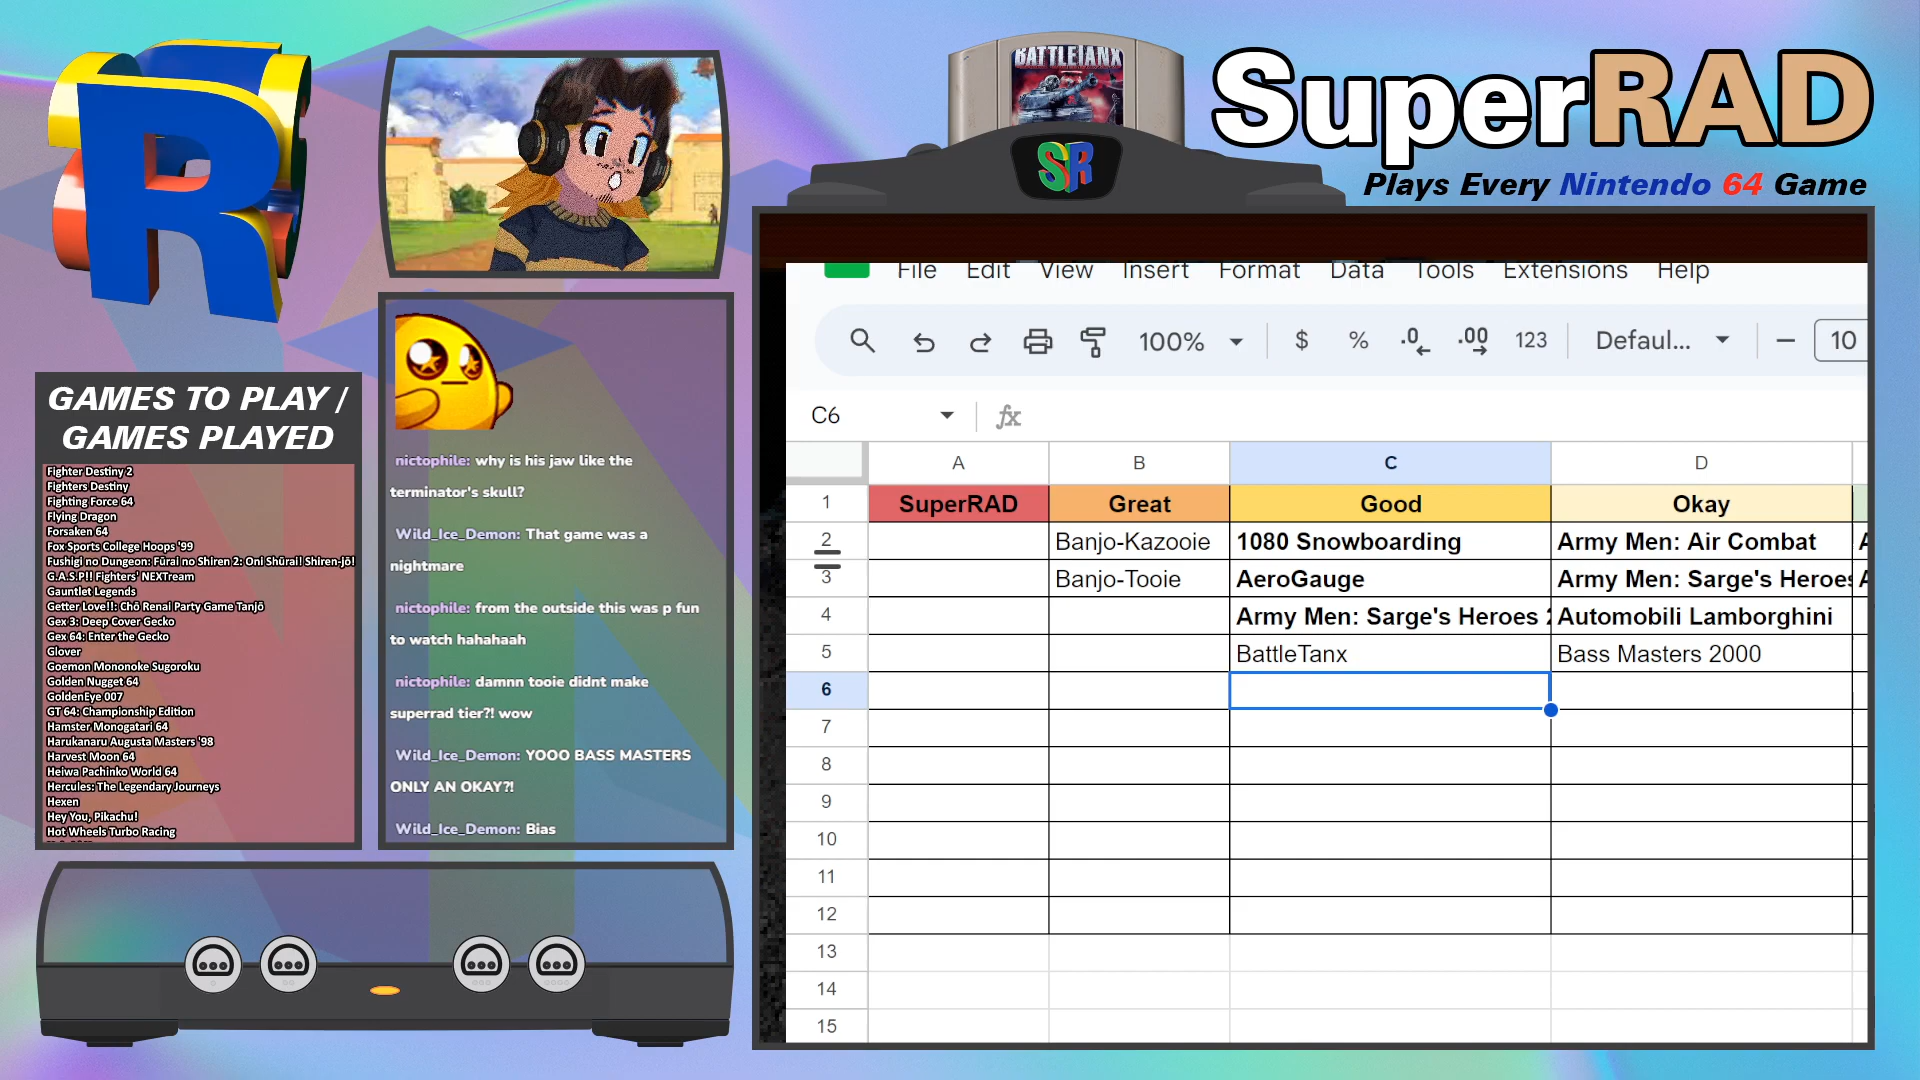 R
BATTLETANX
SR
SuperRAD
Plays Every Nintendo 64 Game
GAMES TO PLAY /
GAMES PLAYED
Fighter Destiny 2
Fighters Destiny
Fighting Force 64
Flying Dragon
Forsaken 64
Fox Sports College Hoops '99
Fushigi no Dungeon: Fūrai no Shiren 2: Oni Shūrai! Shiren-Jō!
G.A.S.P!! Fighters' NEXTream
Gauntlet Legends
Getter Love!!: Chō Renai Party Game Tanjō
Gex 3: Deep Cover Gecko
Gex 64: Enter the Gecko
Glover
Goemon Mononoke Sugoroku
Golden Nugget 64
GoldenEye 007
GT 64: Championship Edition
Hamster Monogatari 64
Harukanaru Augusta Masters '98
Harvest Moon 64
Heiwa Pachinko World 64
Hercules: The Legendary Journeys
Hexen
Hey You, Pikachu!
Hot Wheels Turbo Racing
nictophile: why is his jaw like the
terminator's skull?
Wild_Ice_Demon: That game was a
nightmare
nictophile: from the outside this was p fun
to watch hahahaah
nictophile: damnn tooie didnt make
superrad tier?! wow
Wild_Ice_Demon: YOOO BASS MASTERS
ONLY AN OKAY?!
Wild_Ice_Demon: Bias
File Edit View Insert Format Data Tools Extensions Help
100% $ % .0 .00 123 Defaul... 10
C6 fx
A B C D
1 SuperRAD Great Good Okay
2 Banjo-Kazooie 1080 Snowboarding Army Men: Air Combat A
3 Banjo-Tooie AeroGauge Army Men: Sarge's Heroes A
4 Army Men: Sarge's Heroes 2 Automobili Lamborghini
5 BattleTanx Bass Masters 2000
6
7
8
9
10
11
12
13
14
15